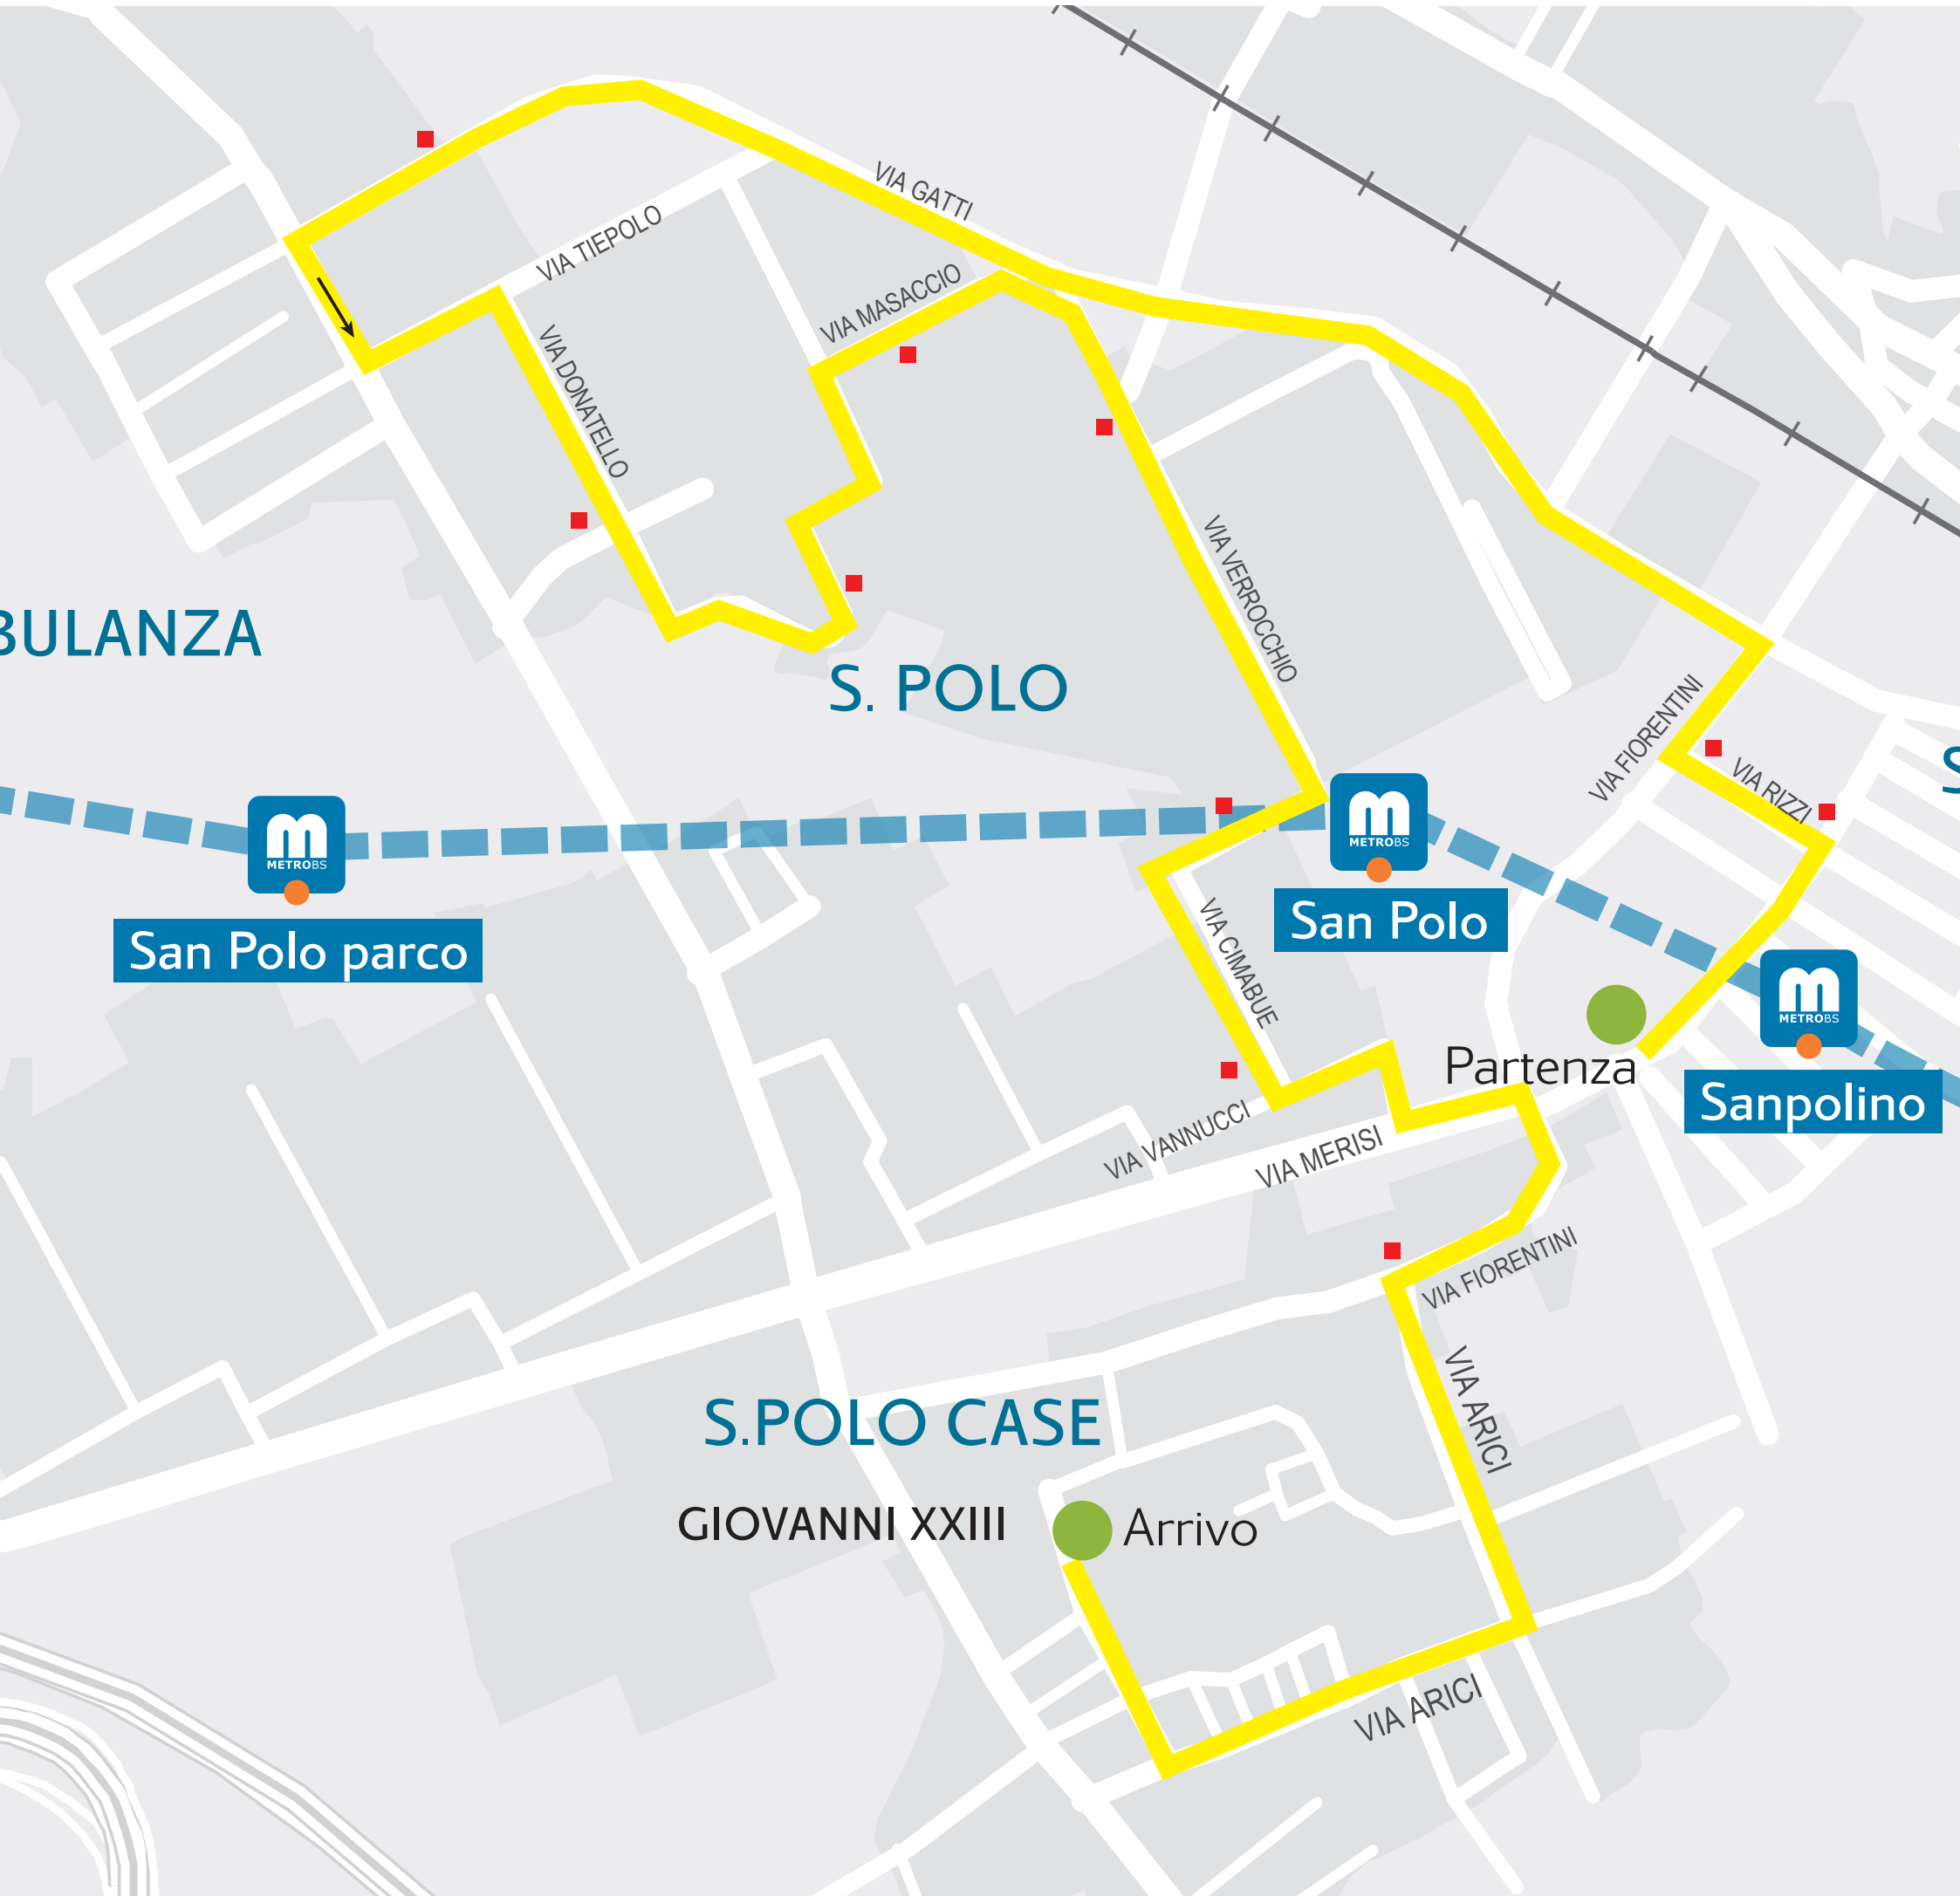 VIA GATTI
VIA TIEPOLO
VIA MASACCIO
VIA DONATELLO
VIA VERROCCHIO
BULANZA
S. POLO
VIA FIORENTINI
S
VIA RIZZI
METROBS
San Polo parco
METROBS
San Polo
VIA CIMABUE
METROBS
Sanpolino
Partenza
VIA VANNUCCI
VIA MERISI
VIA FIORENTINI
VIA ARICI
S.POLO CASE
GIOVANNI XXIII
Arrivo
VIA ARICI